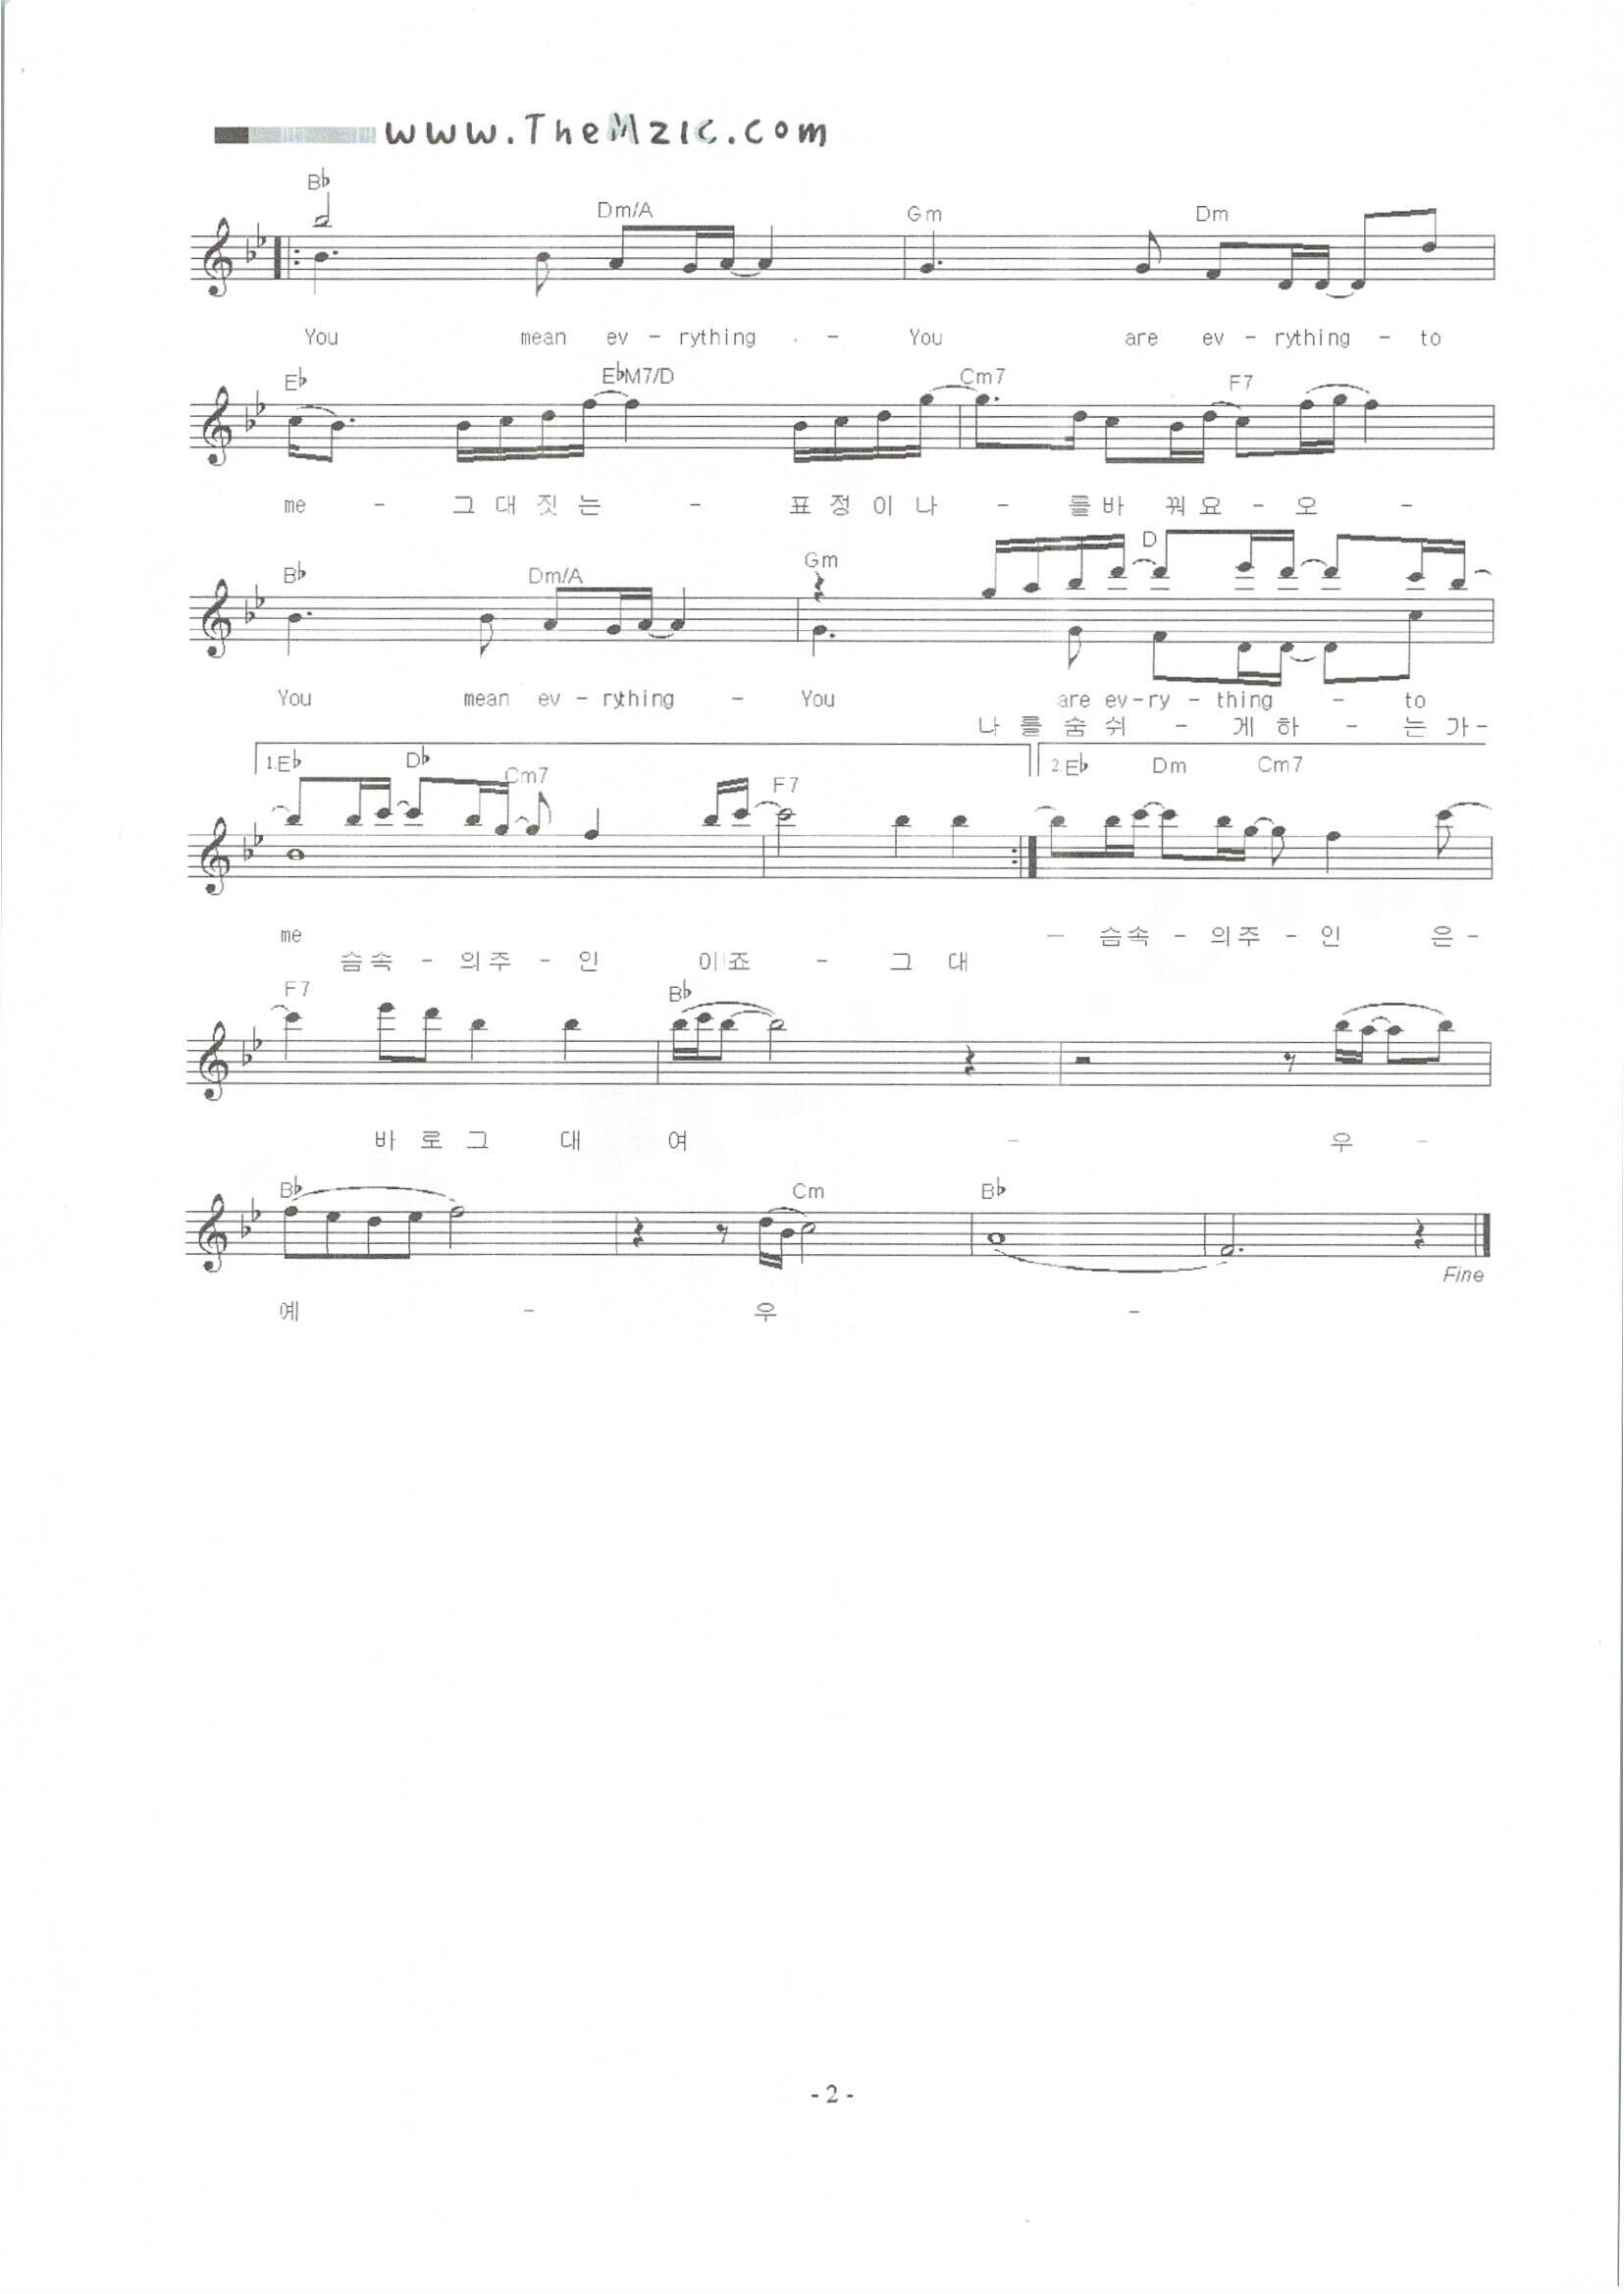 www.TheMzic.com
B♭ Dm/A Gm Dm
You mean ev - rything - You are ev - rything - to
E♭ E♭M7/D Cm7 F7
me - 그 대 짓 는 - 표 정 이 나 - 를 바 꿔 요 - 오 -
B♭ Dm/A Gm D
You mean ev - rything - You are ev-ry - thing - to
나 를 숨 쉬 - 게 하 - 는 가 -
1.E♭ D♭ Cm7 F7 2.E♭ Dm Cm7
me - 슴속 - 의주 - 인 은 -
슴속 - 의주 - 인 이죠 - 그 대
F7 B♭
바 로 그 대 여 - 우 -
B♭ Cm B♭
Fine
예 - 우 -
- 2 -